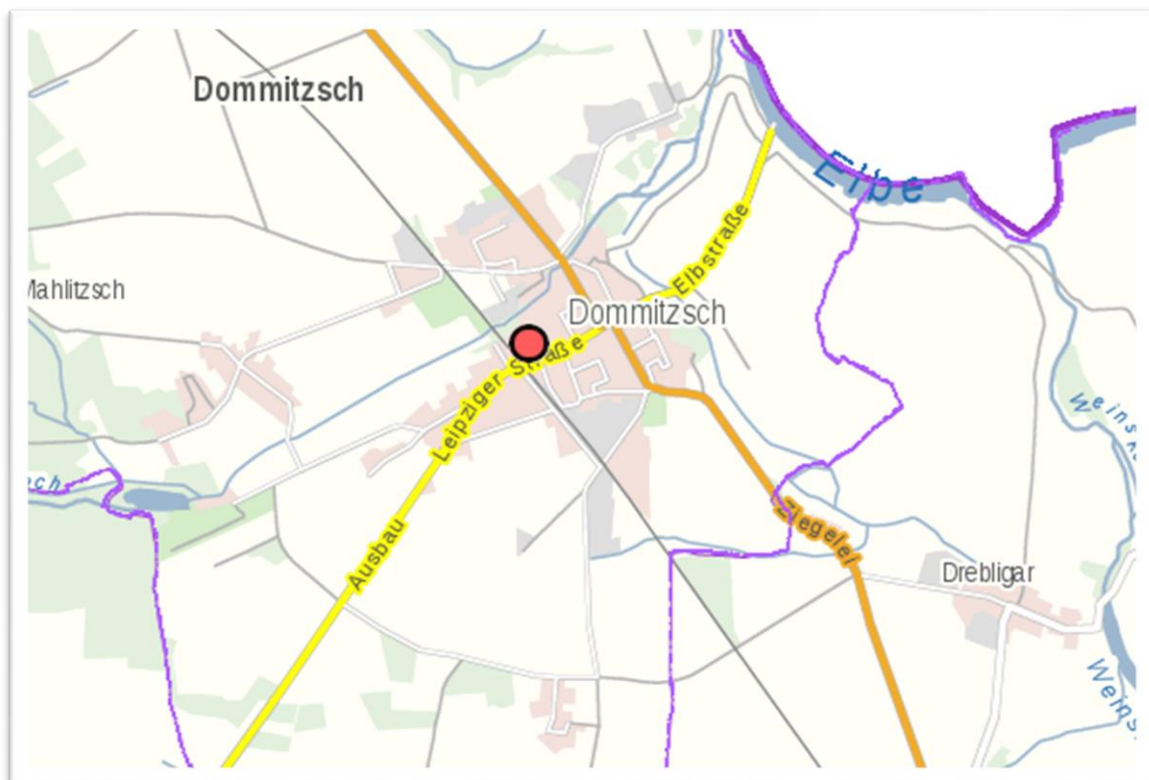 Dommitzsch
Elbe
Elbstraße
Mahlitzsch
Dommitzsch
Leipziger Straße
Ausbau
Ziegelei
Drebligar